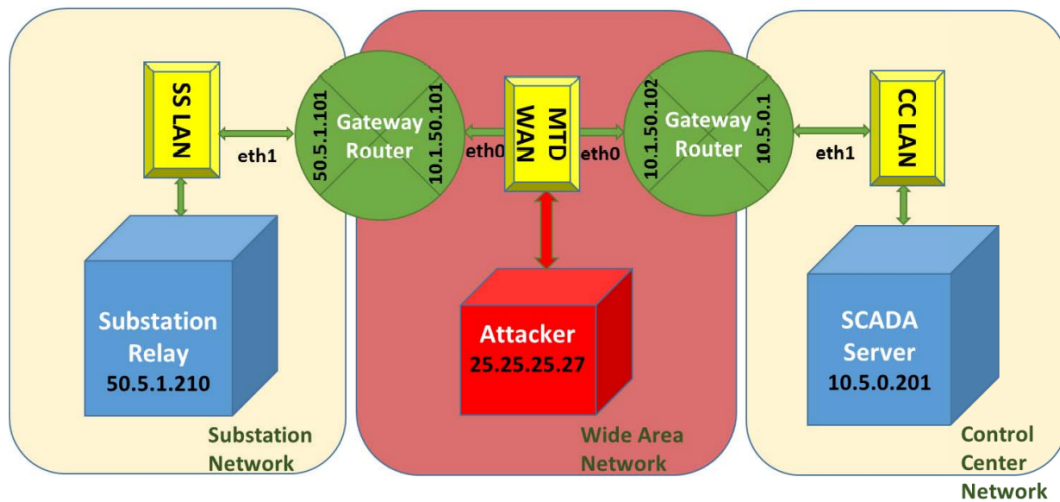 SS LAN
eth1
50.5.1.101
Gateway
Router
10.1.50.101
eth0
MTD
WAN
eth0
10.1.50.102
Gateway
Router
10.5.0.1
eth1
CC LAN
Substation
Relay
50.5.1.210
Attacker
25.25.25.27
SCADA
Server
10.5.0.201
Substation
Network
Wide Area
Network
Control
Center
Network